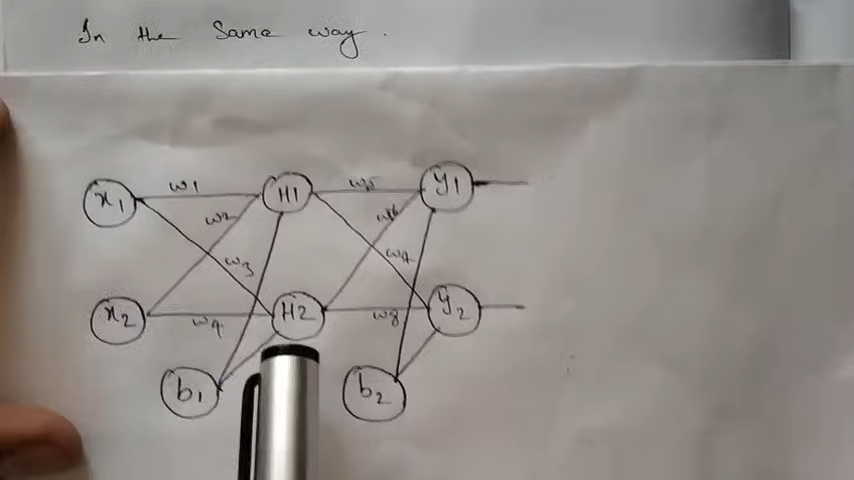 In the same way.
x1 w1 H1 w5 y1
w2 w6
w3 w7
x2 w4 H2 w8 y2
b1 b2